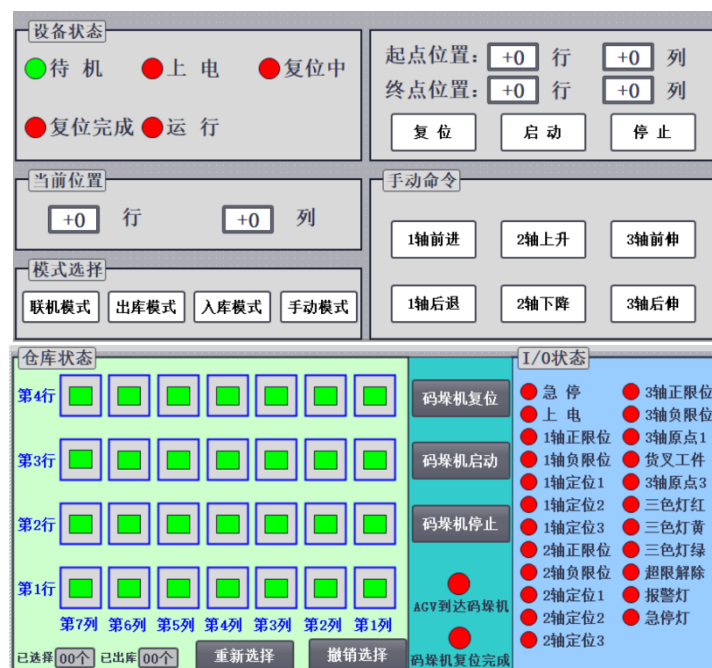 设备状态
待 机 上 电 复位中
复位完成 运 行
起点位置： +0 行 +0 列
终点位置： +0 行 +0 列
复 位 启 动 停 止
当前位置
+0 行 +0 列
模式选择
联机模式 出库模式 入库模式 手动模式
手动命令
1轴前进 2轴上升 3轴前伸
1轴后退 2轴下降 3轴后伸
仓库状态
第4行
第3行
第2行
第1行
第7列 第6列 第5列 第4列 第3列 第2列 第1列
已选择 00个 已出库 00个 重新选择 撤销选择
码垛机复位
码垛机启动
码垛机停止
AGV到达码垛机
码垛机复位完成
I/O状态
急 停 3轴正限位
上 电 3轴负限位
1轴正限位 3轴原点1
1轴负限位 货叉工件
1轴定位1 3轴原点3
1轴定位2 三色灯红
1轴定位3 三色灯黄
2轴正限位 三色灯绿
2轴负限位 超限解除
2轴定位1 报警灯
2轴定位2 急停灯
2轴定位3